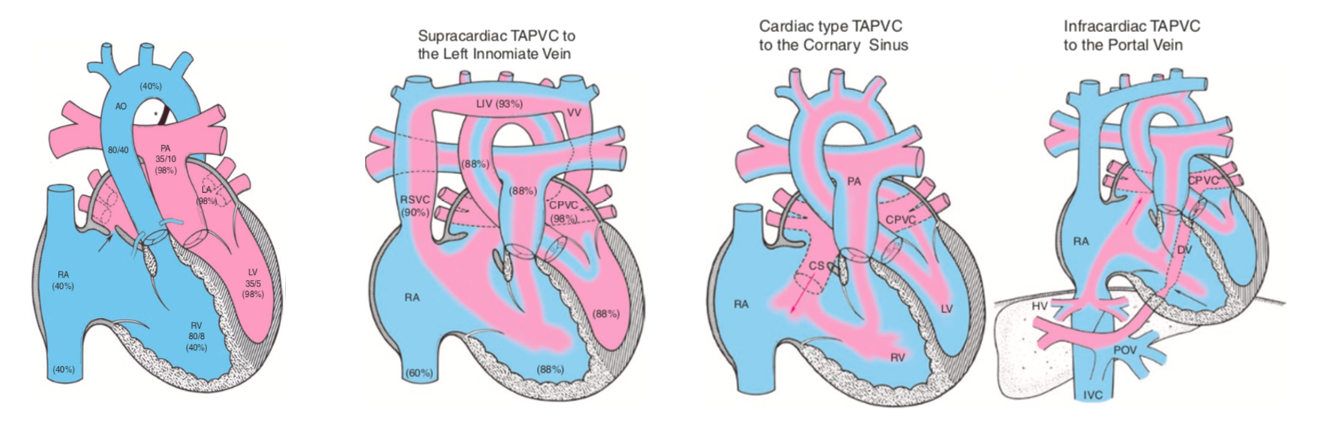 (40%)
AO
80/40
PA
35/10
(98%)
LA
(98%)
RA
(40%)
LV
35/5
(98%)
RV
80/8
(40%)
(40%)
Supracardiac TAPVC to
the Left Innomiate Vein
LIV (93%)
VV
(88%)
(88%)
RSVC
(90%)
CPVC
(98%)
RA
(88%)
(60%)
(88%)
Cardiac type TAPVC
to the Cornary Sinus
PA
CPVC
CS
RA
LV
RV
Infracardiac TAPVC
to the Portal Vein
CPVC
RA
DV
HV
POV
IVC